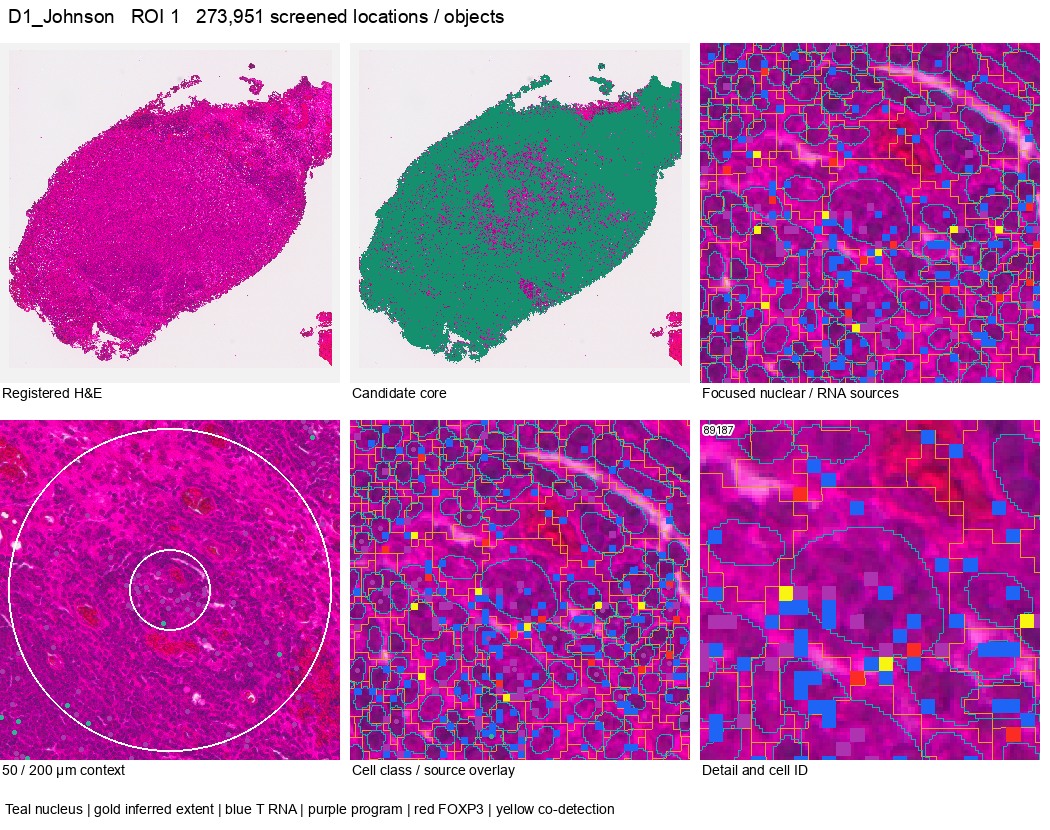 D1_Johnson ROI 1 273,951 screened locations / objects
Registered H&E
Candidate core
Focused nuclear / RNA sources
89,187
50 / 200 µm context
Cell class / source overlay
Detail and cell ID
Teal nucleus | gold inferred extent | blue T RNA | purple program | red FOXP3 | yellow co-detection